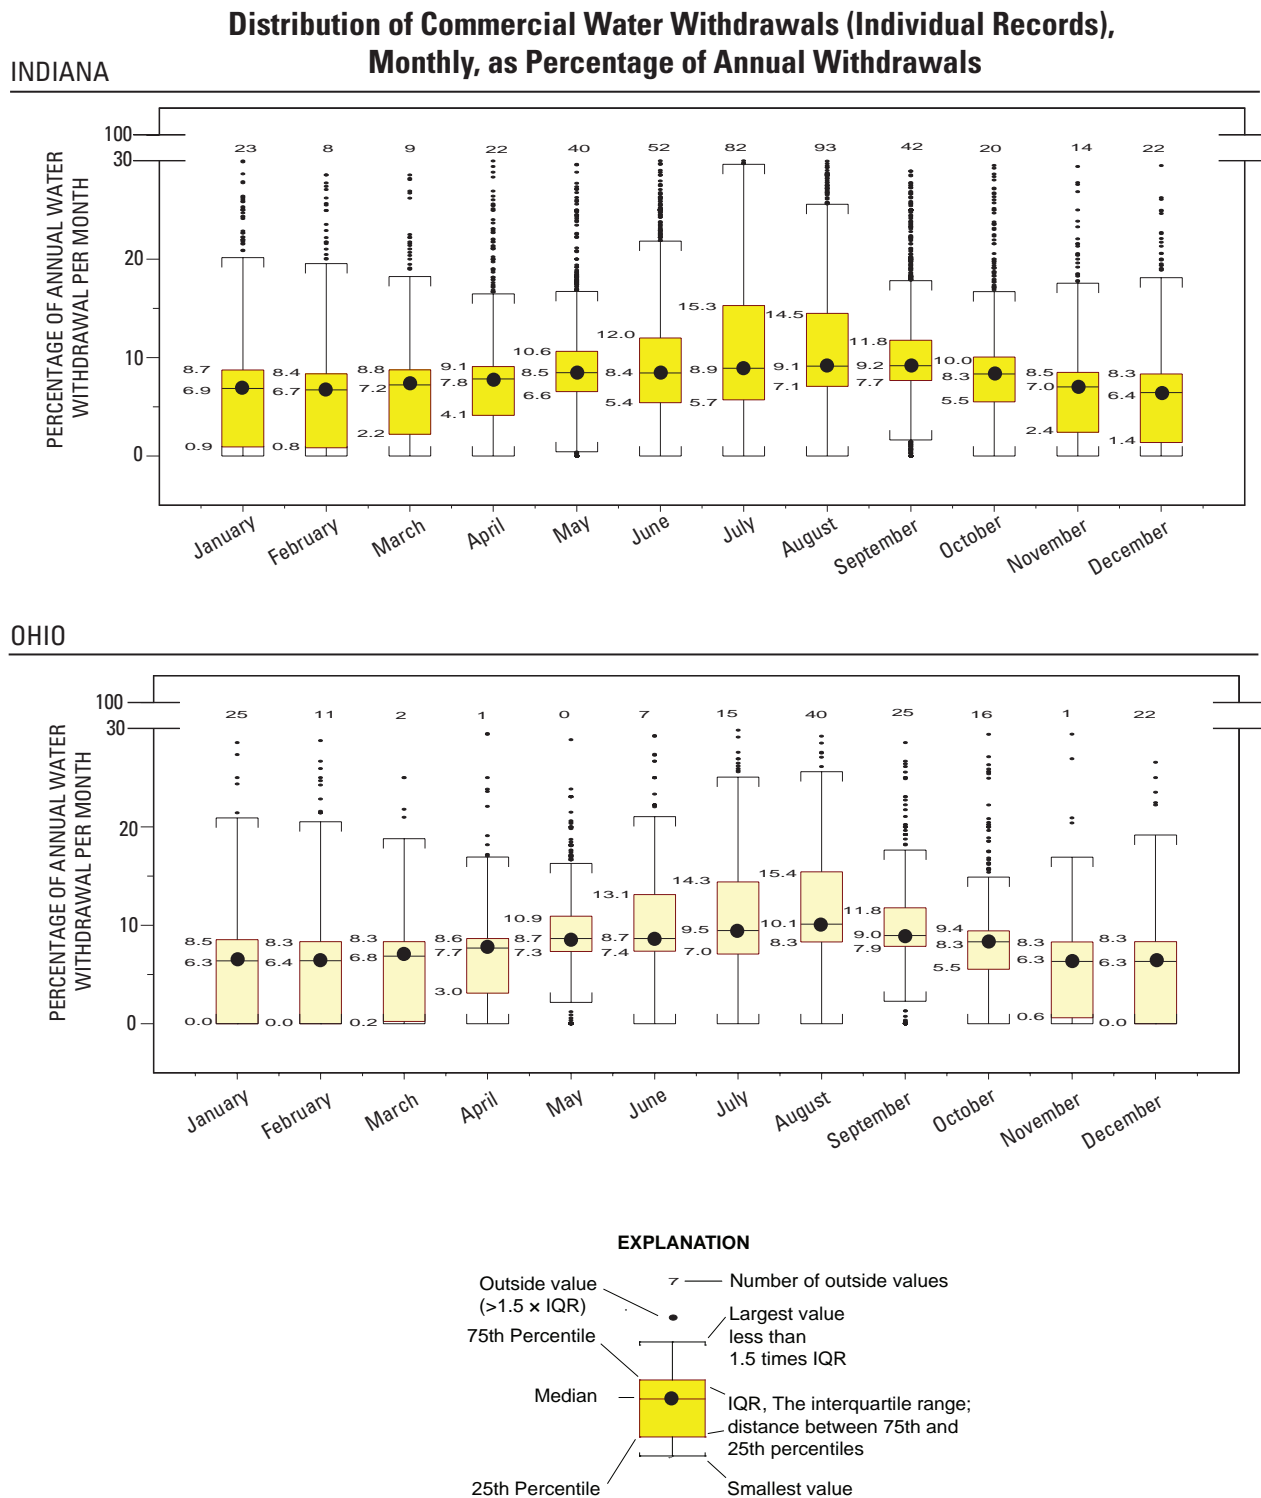 Distribution of Commercial Water Withdrawals (Individual Records),
Monthly, as Percentage of Annual Withdrawals
INDIANA
PERCENTAGE OF ANNUAL WATER
WITHDRAWAL PER MONTH
100
30
20
10
0
23 8 9 22 40 52 82 93 42 20 14 22
8.7 8.4 8.8 9.1 10.6 12.0 15.3 14.5 11.8 10.0 8.5 8.3
6.9 6.7 7.2 7.8 8.5 8.4 8.9 9.1 9.2 8.3 7.0 6.4
0.9 0.8 2.2 4.1 6.6 5.4 5.7 7.1 7.7 5.5 2.4 1.4
January February March April May June July August September October November December
OHIO
PERCENTAGE OF ANNUAL WATER
WITHDRAWAL PER MONTH
100
30
20
10
0
25 11 2 1 0 7 15 40 25 16 1 22
8.5 8.3 8.3 8.6 10.9 13.1 14.3 15.4 11.8 9.4 8.3 8.3
6.3 6.4 6.8 7.7 8.7 8.7 9.5 10.1 9.0 8.3 6.3 6.3
0.0 0.0 0.2 3.0 7.3 7.4 7.0 8.3 7.9 5.5 0.6 0.0
January February March April May June July August September October November December
EXPLANATION
Outside value
(>1.5 × IQR)
7
Number of outside values
75th Percentile
Largest value
less than
1.5 times IQR
Median
IQR, The interquartile range;
distance between 75th and
25th percentiles
25th Percentile
Smallest value